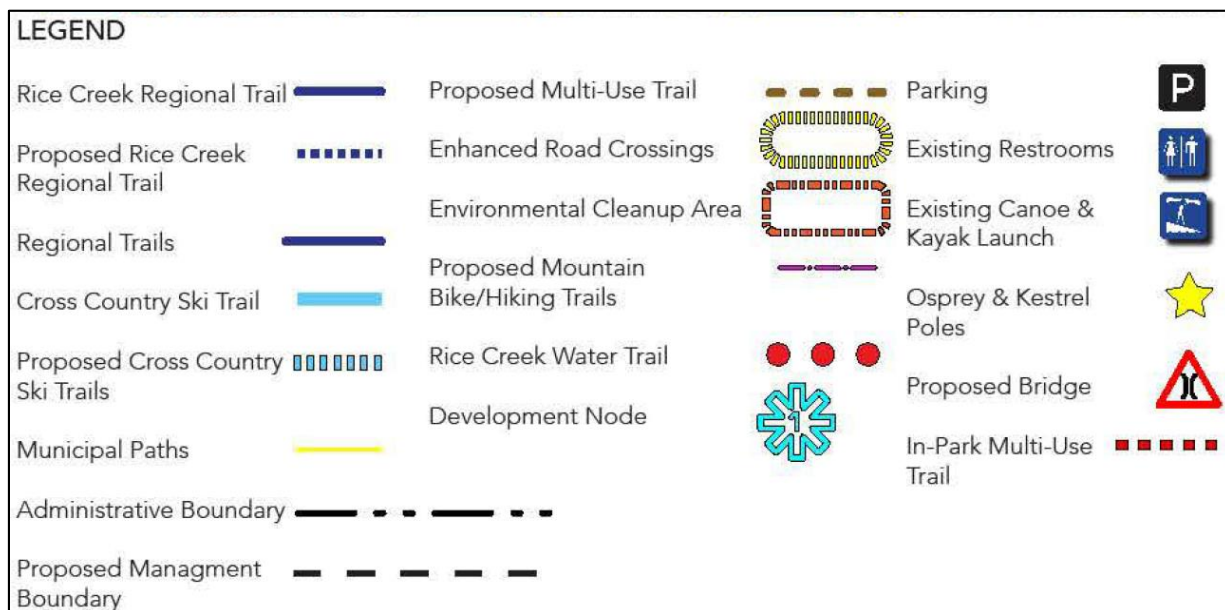 LEGEND
Rice Creek Regional Trail
Proposed Rice Creek
Regional Trail
Regional Trails
Cross Country Ski Trail
Proposed Cross Country
Ski Trails
Municipal Paths
Administrative Boundary
Proposed Managment
Boundary
Proposed Multi-Use Trail
Enhanced Road Crossings
Environmental Cleanup Area
Proposed Mountain
Bike/Hiking Trails
Rice Creek Water Trail
Development Node
1
Parking
P
Existing Restrooms
Existing Canoe &
Kayak Launch
Osprey & Kestrel
Poles
Proposed Bridge
In-Park Multi-Use
Trail